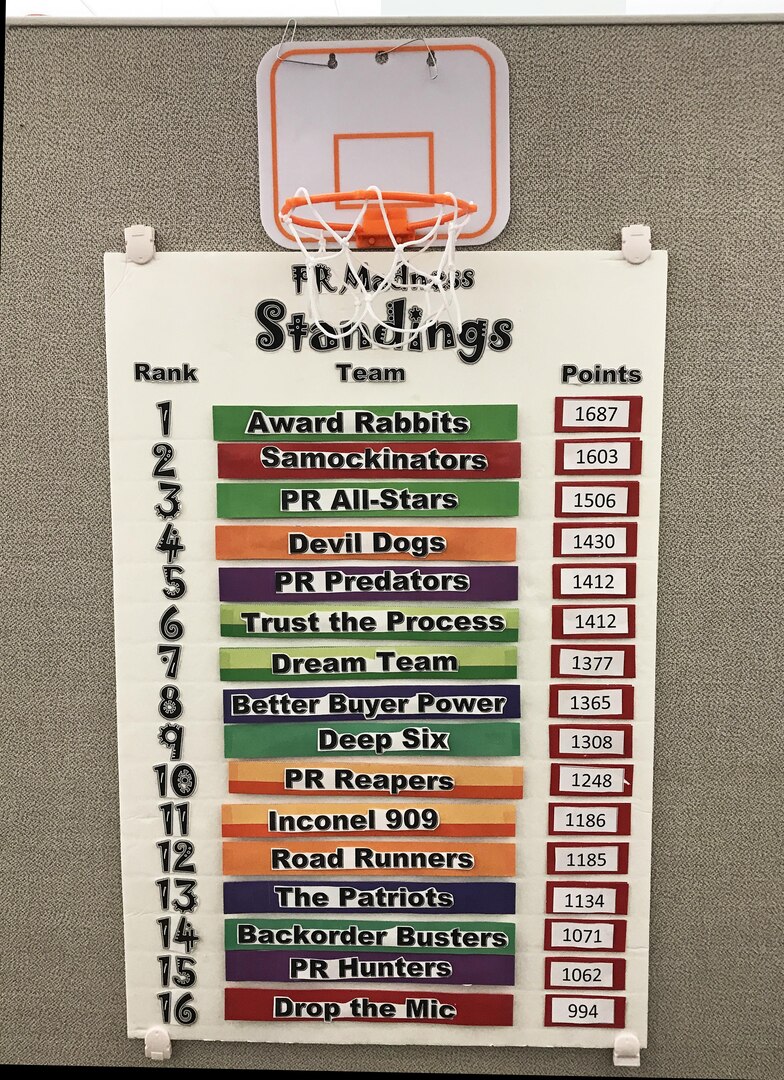 PR Madness
Standings
Rank Team Points
1 Award Rabbits 1687
2 Samockinators 1603
3 PR All-Stars 1506
4 Devil Dogs 1430
5 PR Predators 1412
6 Trust the Process 1412
7 Dream Team 1377
8 Better Buyer Power 1365
9 Deep Six 1308
10 PR Reapers 1248
11 Inconel 909 1186
12 Road Runners 1185
13 The Patriots 1134
14 Backorder Busters 1071
15 PR Hunters 1062
16 Drop the Mic 994